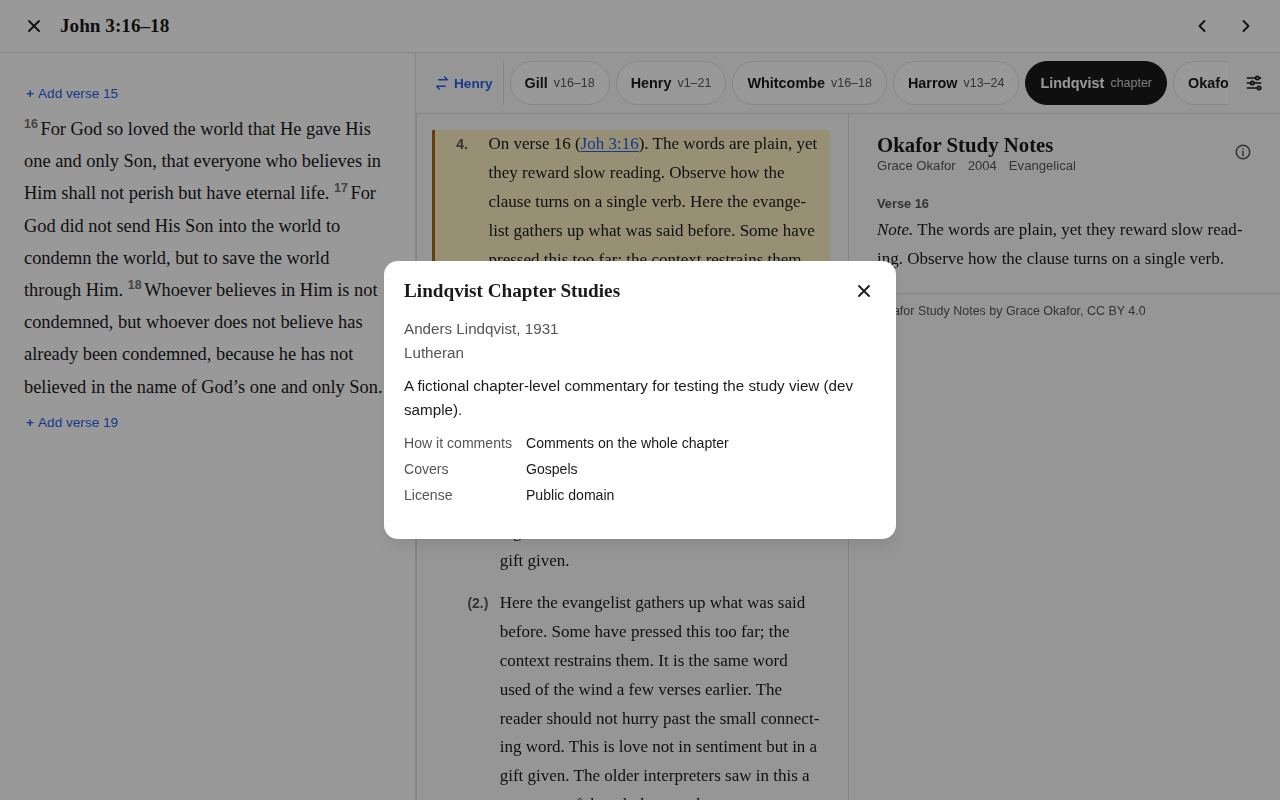 John 3:16–18
+ Add verse 15
16 For God so loved the world that He gave His
one and only Son, that everyone who believes in
Him shall not perish but have eternal life. 17 For
God did not send His Son into the world to
condemn the world, but to save the world
through Him. 18 Whoever believes in Him is not
condemned, but whoever does not believe has
already been condemned, because he has not
believed in the name of God’s one and only Son.
+ Add verse 19
Henry
Gill v16–18
Henry v1–21
Whitcombe v16–18
Harrow v13–24
Lindqvist chapter
Okafo
4. On verse 16 (Joh 3:16). The words are plain, yet
they reward slow reading. Observe how the
clause turns on a single verb. Here the evange-
list gathers up what was said before. Some have
pressed this too far; the context restrains them.
Lindqvist Chapter Studies
Anders Lindqvist, 1931
Lutheran
A fictional chapter-level commentary for testing the study view (dev
sample).
How it comments Comments on the whole chapter
Covers Gospels
License Public domain
gift given.
(2.) Here the evangelist gathers up what was said
before. Some have pressed this too far; the
context restrains them. It is the same word
used of the wind a few verses earlier. The
reader should not hurry past the small connect-
ing word. This is love not in sentiment but in a
gift given. The older interpreters saw in this a
Okafor Study Notes
Grace Okafor 2004 Evangelical
Verse 16
Note. The words are plain, yet they reward slow read-
ing. Observe how the clause turns on a single verb.
afor Study Notes by Grace Okafor, CC BY 4.0